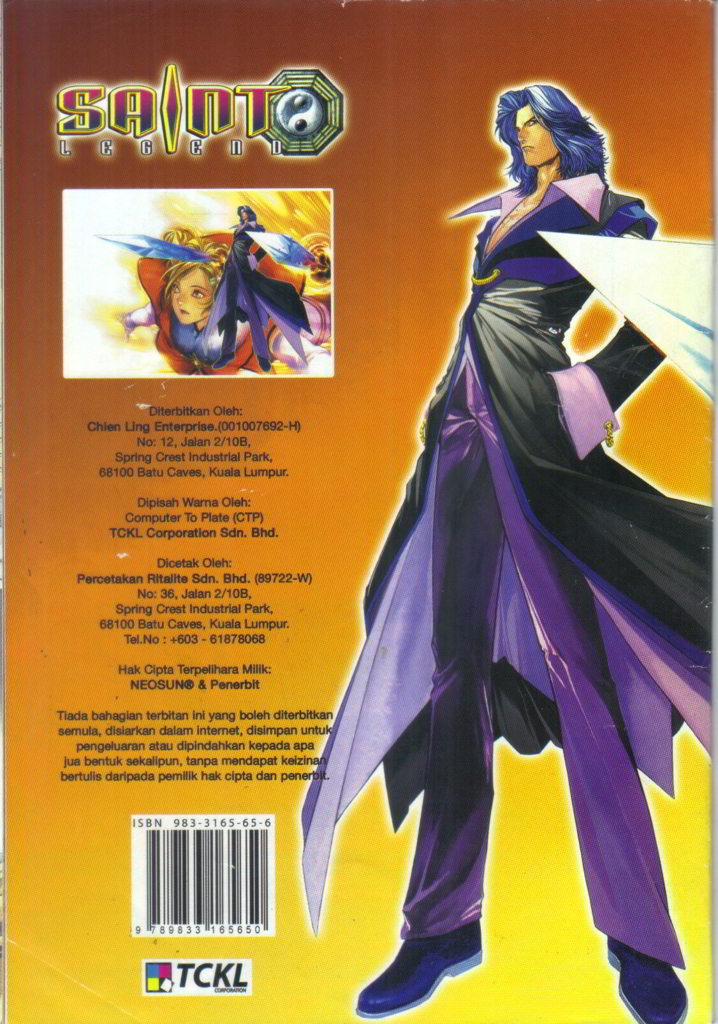 SAINT
LEGEND
Diterbitkan Oleh:
Chien Ling Enterprise.(001007692-H)
No: 12, Jalan 2/10B,
Spring Crest Industrial Park,
68100 Batu Caves, Kuala Lumpur.
Dipisah Warna Oleh:
Computer To Plate (CTP)
TCKL Corporation Sdn. Bhd.
Dicetak Oleh:
Percetakan Ritalite Sdn. Bhd. (89722-W)
No: 36, Jalan 2/10B,
Spring Crest Industrial Park,
68100 Batu Caves, Kuala Lumpur.
Tel.No : +603 - 61878068
Hak Cipta Terpelihara Milik:
NEOSUN® & Penerbit
Tiada bahagian terbitan ini yang boleh diterbitkan
semula, disiarkan dalam internet, disimpan untuk
pengeluaran atau dipindahkan kepada apa
jua bentuk sekalipun, tanpa mendapat keizinan
bertulis daripada pemilik hak cipta dan penerbit.
ISBN 983-3165-65-6
9 789833 165650
TCKL
CORPORATION